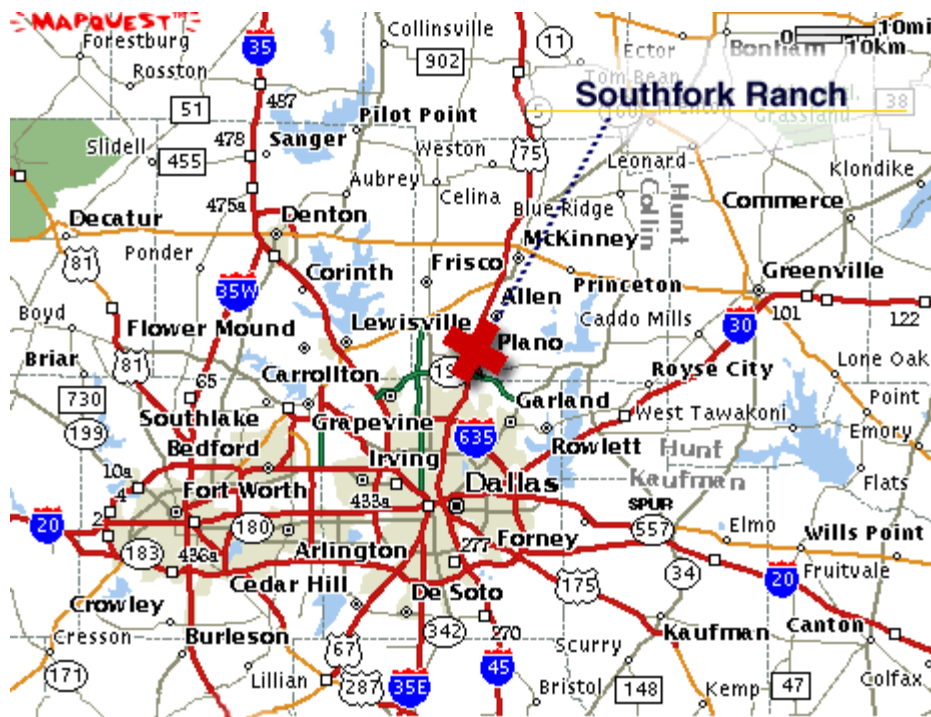 MAPQUEST
TM
Forestburg
35
Collinsville
11
Ector
Bonham
0 10mi
10km
Rosston
902
Tom Bean
51
487
5
Southfork Ranch
38
Grassland
Pilot Point
Slidell
478
Sanger
75
Leonard
455
Weston
Klondike
Aubrey
Celina
Collin
Hunt
475a
Denton
Blue Ridge
Commerce
Decatur
McKinney
81
Ponder
Frisco
Corinth
Princeton
Greenville
35W
Allen
101
122
Boyd
Flower Mound
Lewisville
Caddo Mills
30
Briar
81
Plano
Lone Oak
65
Carrollton
19
Royse City
730
Southlake
Garland
West Tawakoni
Point
199
Grapevine
Emory
Bedford
635
Rowlett
Hunt
Irving
Kaufman
10a
Dallas
Flats
4
Fort Worth
433a
SPUR
20
2
180
557
Elmo
Wills Point
183
436a
Arlington
277
Forney
Fruitvale
Cedar Hill
De Soto
175
34
20
Crowley
Canton
Cresson
Burleson
67
342
270
Scurry
Kaufman
171
Lillian
287
35E
45
Bristol
148
Kemp
47
Colfax